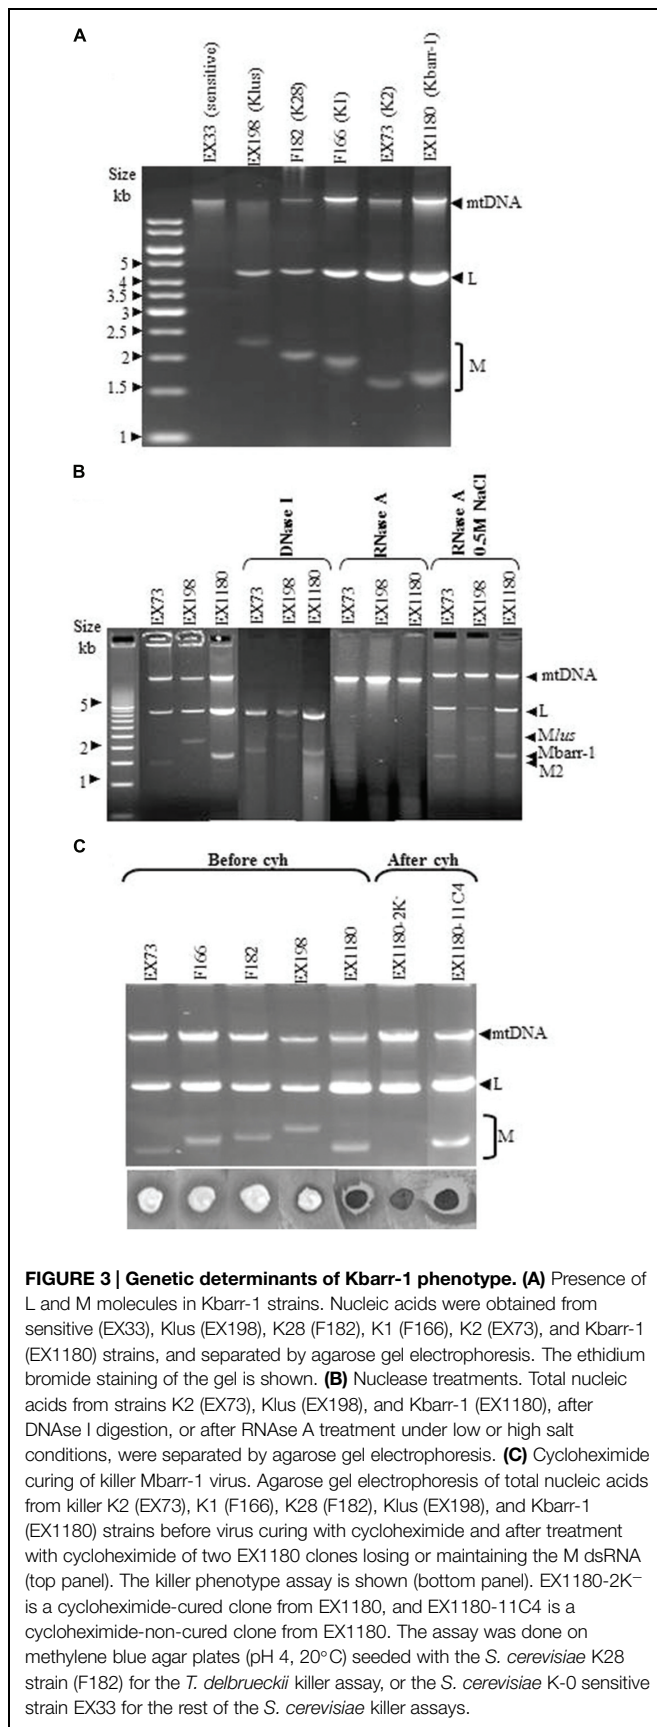 A
EX33 (sensitive)
EX198 (Klus)
F182 (K28)
F166 (K1)
EX73 (K2)
EX1180 (Kbarr-1)
Size
kb
mtDNA
5
4
3.5
3
2.5
2
1.5
1
L
M
B
DNase I
RNase A
RNase A
0.5M NaCl
EX73
EX198
EX1180
EX73
EX198
EX1180
EX73
EX198
EX1180
EX73
EX198
EX1180
Size
kb
5
2
1
mtDNA
L
Mlus
Mbarr-1
M2
C
Before cyh
After cyh
EX73
F166
F182
EX198
EX1180
EX1180-2K-
EX1180-11C4
mtDNA
L
M
FIGURE 3 | Genetic determinants of Kbarr-1 phenotype. (A) Presence of
L and M molecules in Kbarr-1 strains. Nucleic acids were obtained from
sensitive (EX33), Klus (EX198), K28 (F182), K1 (F166), K2 (EX73), and Kbarr-1
(EX1180) strains, and separated by agarose gel electrophoresis. The ethidium
bromide staining of the gel is shown. (B) Nuclease treatments. Total nucleic
acids from strains K2 (EX73), Klus (EX198), and Kbarr-1 (EX1180), after
DNAse I digestion, or after RNAse A treatment under low or high salt
conditions, were separated by agarose gel electrophoresis. (C) Cycloheximide
curing of killer Mbarr-1 virus. Agarose gel electrophoresis of total nucleic acids
from killer K2 (EX73), K1 (F166), K28 (F182), Klus (EX198), and Kbarr-1
(EX1180) strains before virus curing with cycloheximide and after treatment
with cycloheximide of two EX1180 clones losing or maintaining the M dsRNA
(top panel). The killer phenotype assay is shown (bottom panel). EX1180-2K⁻
is a cycloheximide-cured clone from EX1180, and EX1180-11C4 is a
cycloheximide-non-cured clone from EX1180. The assay was done on
methylene blue agar plates (pH 4, 20°C) seeded with the S. cerevisiae K28
strain (F182) for the T. delbrueckii killer assay, or the S. cerevisiae K-0 sensitive
strain EX33 for the rest of the S. cerevisiae killer assays.